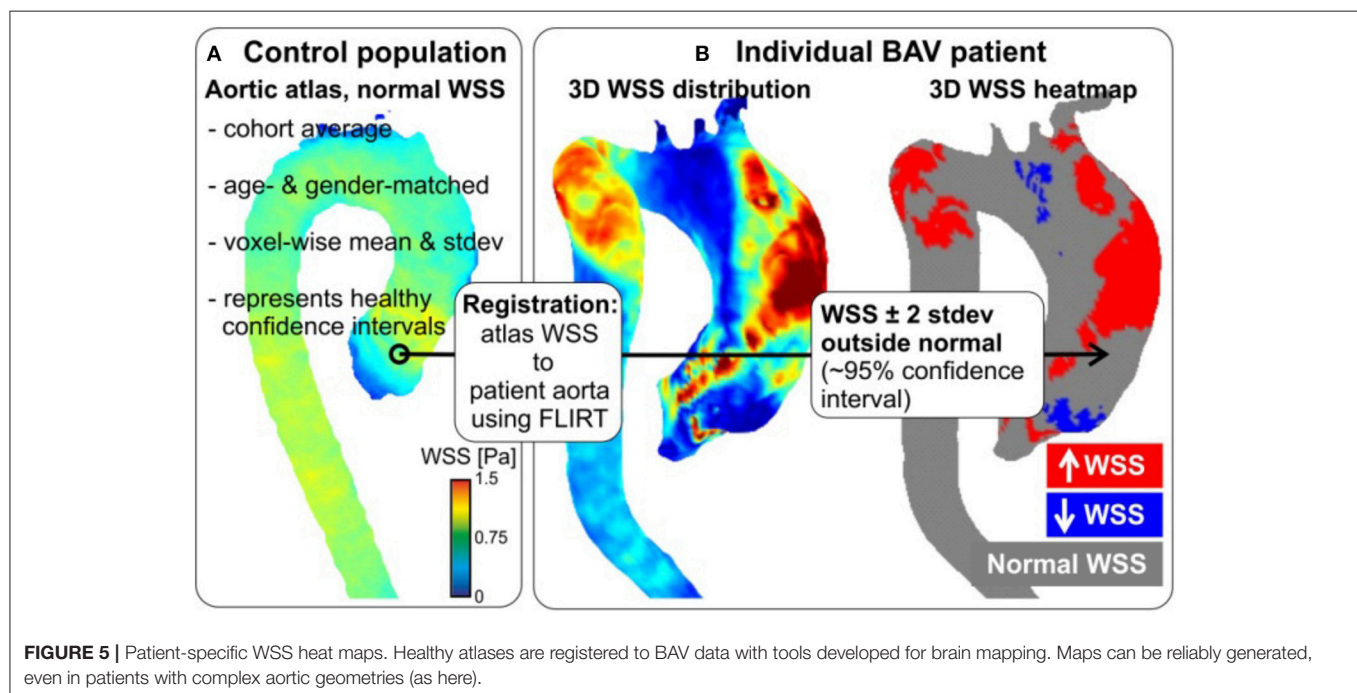 A Control population
Aortic atlas, normal WSS
- cohort average
- age- & gender-matched
- voxel-wise mean & stdev
- represents healthy
confidence intervals
WSS [Pa]
1.5
0.75
0
Registration:
atlas WSS
to
patient aorta
using FLIRT
B Individual BAV patient
3D WSS distribution
3D WSS heatmap
WSS ± 2 stdev
outside normal
(~95% confidence
interval)
↑ WSS
↓ WSS
Normal WSS
FIGURE 5 | Patient-specific WSS heat maps. Healthy atlases are registered to BAV data with tools developed for brain mapping. Maps can be reliably generated,
even in patients with complex aortic geometries (as here).